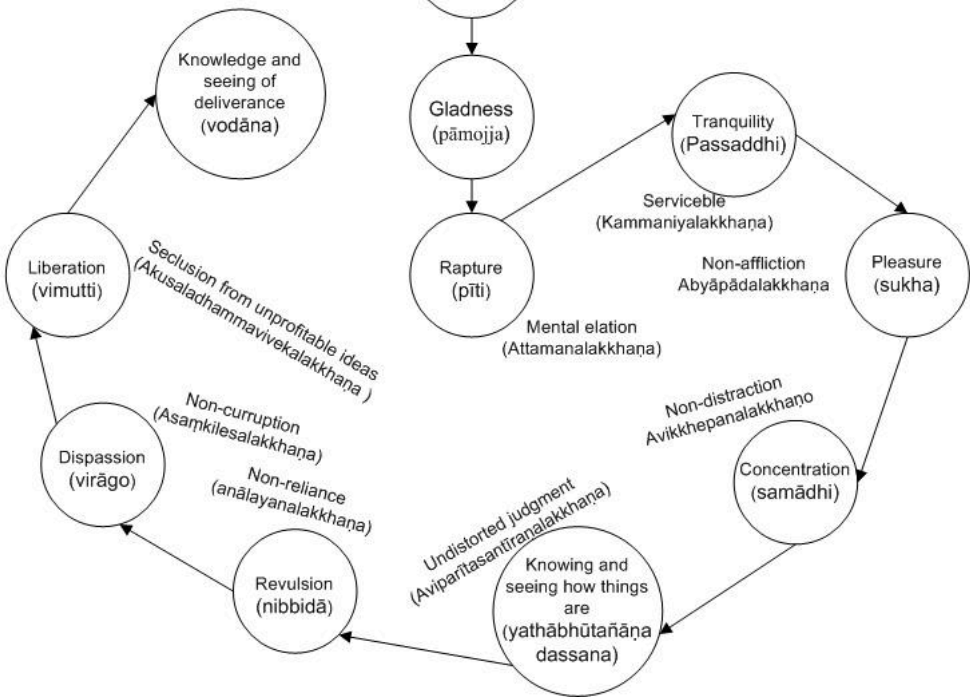 Gladness
(pāmojja)
Rapture
(pīti)
Mental elation
(Attamanalakkhaṇa)
Tranquility
(Passaddhi)
Serviceble
(Kammaniyalakkhaṇa)
Pleasure
(sukha)
Non-affliction
Abyāpādalakkhaṇa
Concentration
(samādhi)
Non-distraction
Avikkhepanalakkhaṇo
Knowing and
seeing how things
are
(yathābhūtañāṇa
dassana)
Undistorted judgment
(Aviparītasantīranalakkhaṇa)
Revulsion
(nibbidā)
Non-reliance
(anālayanalakkhaṇa)
Dispassion
(virāgo)
Non-curruption
(Asaṃkilesalakkhaṇa)
Liberation
(vimutti)
Seclusion from unprofitable ideas
(Akusaladhammavivekalakkhaṇa )
Knowledge and
seeing of
deliverance
(vodāna)